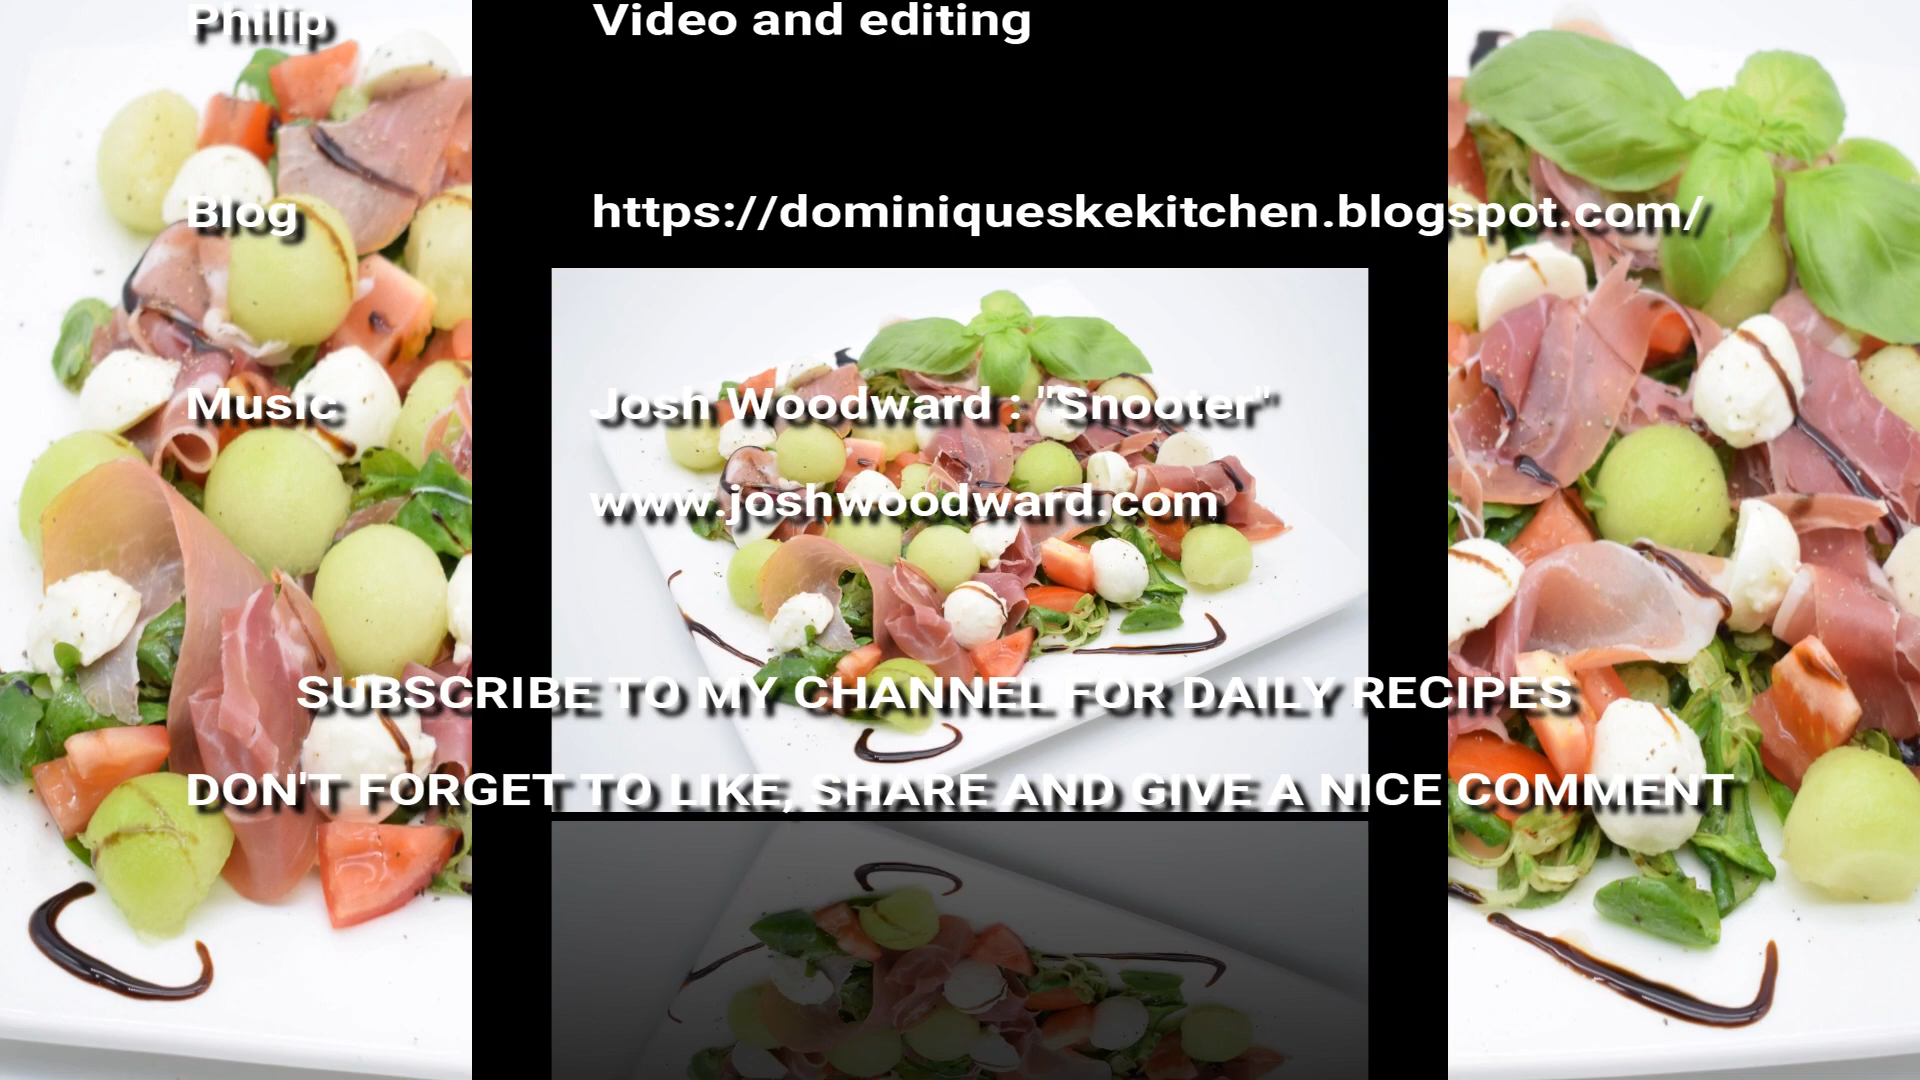 Philip Video and editing
Blog https://dominiqueskekitchen.blogspot.com/
Music Josh Woodward : "Snooter"
www.joshwoodward.com
SUBSCRIBE TO MY CHANNEL FOR DAILY RECIPES
DON'T FORGET TO LIKE, SHARE AND GIVE A NICE COMMENT